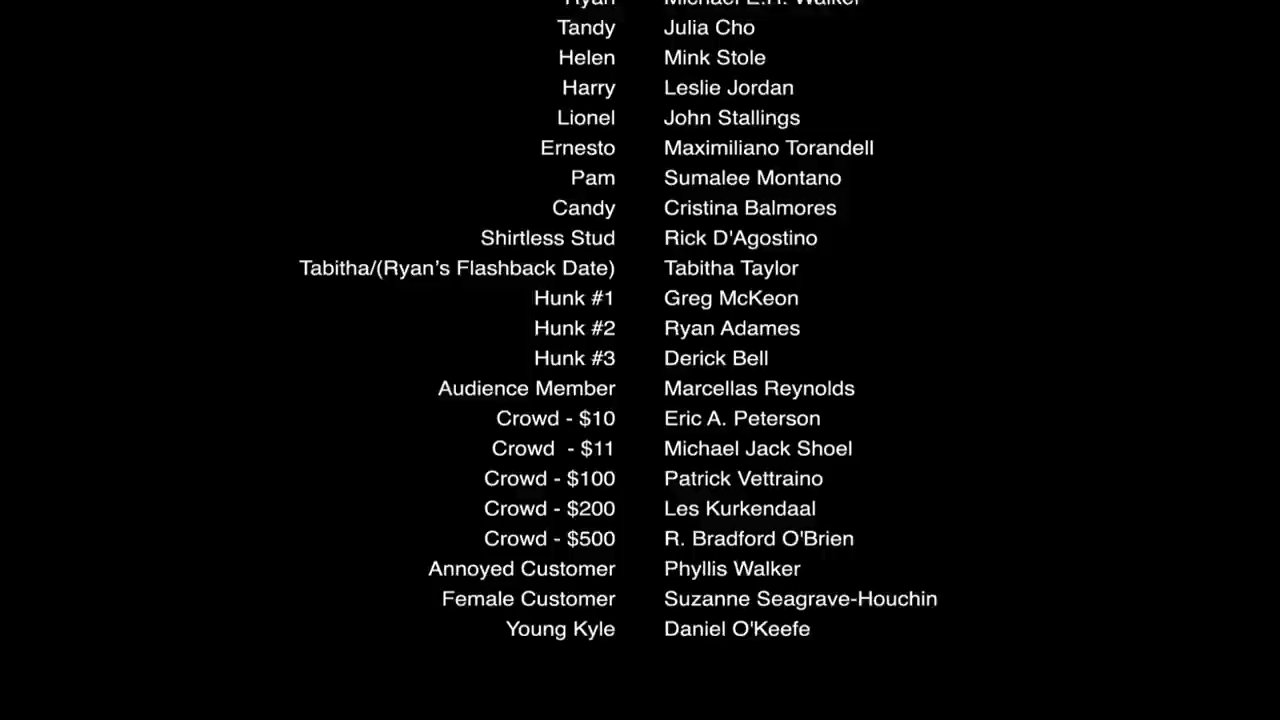 Ryan Michael E.R. Walker
Tandy Julia Cho
Helen Mink Stole
Harry Leslie Jordan
Lionel John Stallings
Ernesto Maximiliano Torandell
Pam Sumalee Montano
Candy Cristina Balmores
Shirtless Stud Rick D'Agostino
Tabitha/(Ryan’s Flashback Date) Tabitha Taylor
Hunk #1 Greg McKeon
Hunk #2 Ryan Adames
Hunk #3 Derick Bell
Audience Member Marcellas Reynolds
Crowd - $10 Eric A. Peterson
Crowd  - $11 Michael Jack Shoel
Crowd - $100 Patrick Vettraino
Crowd - $200 Les Kurkendaal
Crowd - $500 R. Bradford O'Brien
Annoyed Customer Phyllis Walker
Female Customer Suzanne Seagrave-Houchin
Young Kyle Daniel O'Keefe